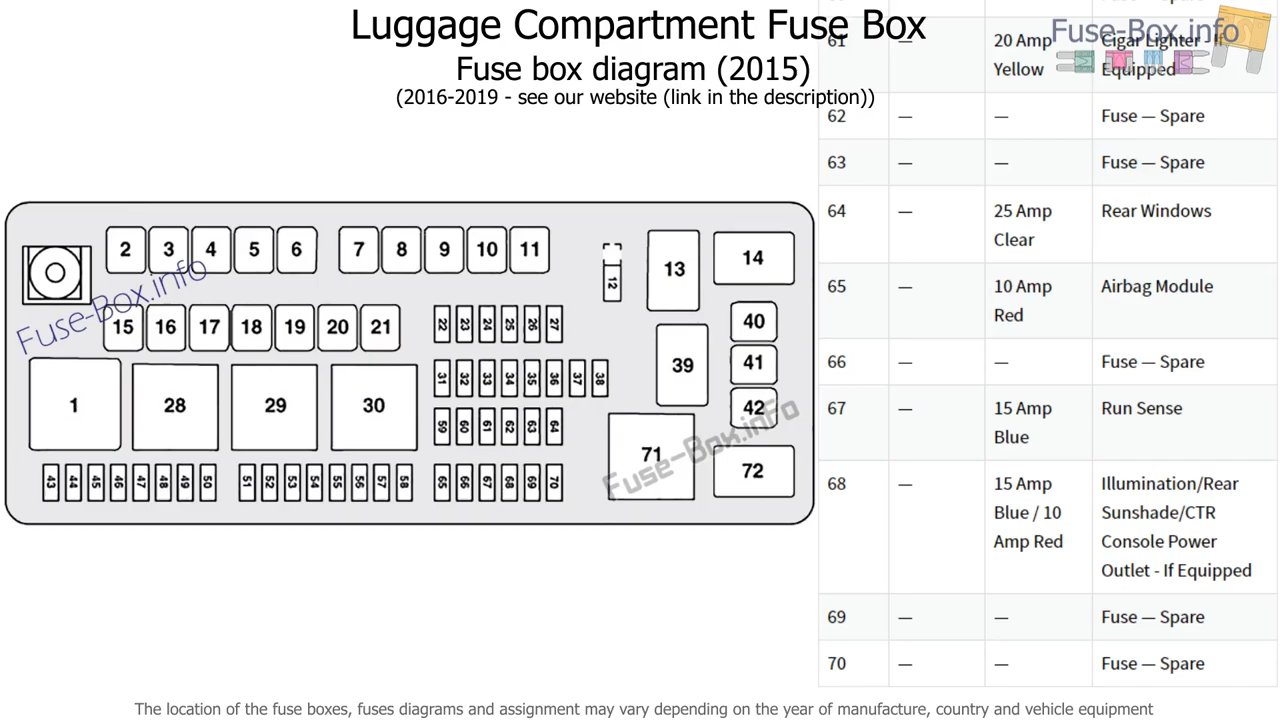 Luggage Compartment Fuse Box
Fuse box diagram (2015)
(2016-2019 - see our website (link in the description))
Fuse-Box.info
2 3 4 5 6 7 8 9 10 11
12
13
14
Fuse-Box.info
15 16 17 18 19 20 21
22 23 24 25 26 27
40
41
42
39
31 32 33 34 35 36 37 38
1 28 29 30
59 60 61 62 63 64
71
72
Fuse-Box.info
43 44 45 46 47 48 49 50
51 52 53 54 55 56 57 58
65 66 67 68 69 70
61 — 20 Amp Cigar Lighter - If
Yellow Equipped
62 — — Fuse — Spare
63 — — Fuse — Spare
64 — 25 Amp Rear Windows
Clear
65 — 10 Amp Airbag Module
Red
66 — — Fuse — Spare
67 — 15 Amp Run Sense
Blue
68 — 15 Amp Illumination/Rear
Blue / 10 Sunshade/CTR
Amp Red Console Power
Outlet - If Equipped
69 — — Fuse — Spare
70 — — Fuse — Spare
The location of the fuse boxes, fuses diagrams and assignment may vary depending on the year of manufacture, country and vehicle equipment